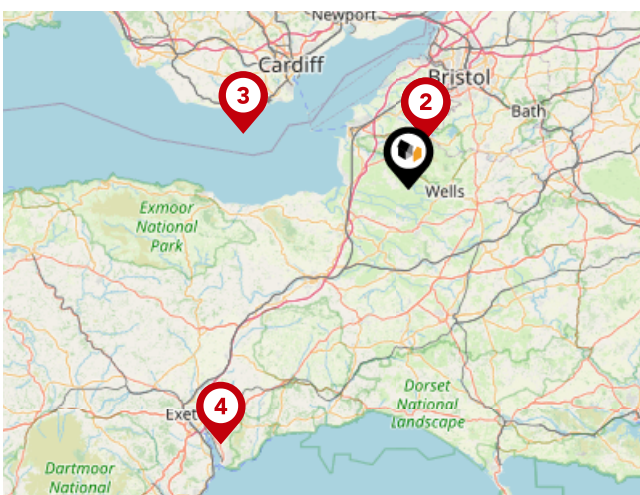 Newport
Cardiff
Bristol
3
2
Bath
Wells
Exmoor
National
Park
Dorset
National
Landscape
4
Exet
Dartmoor
National